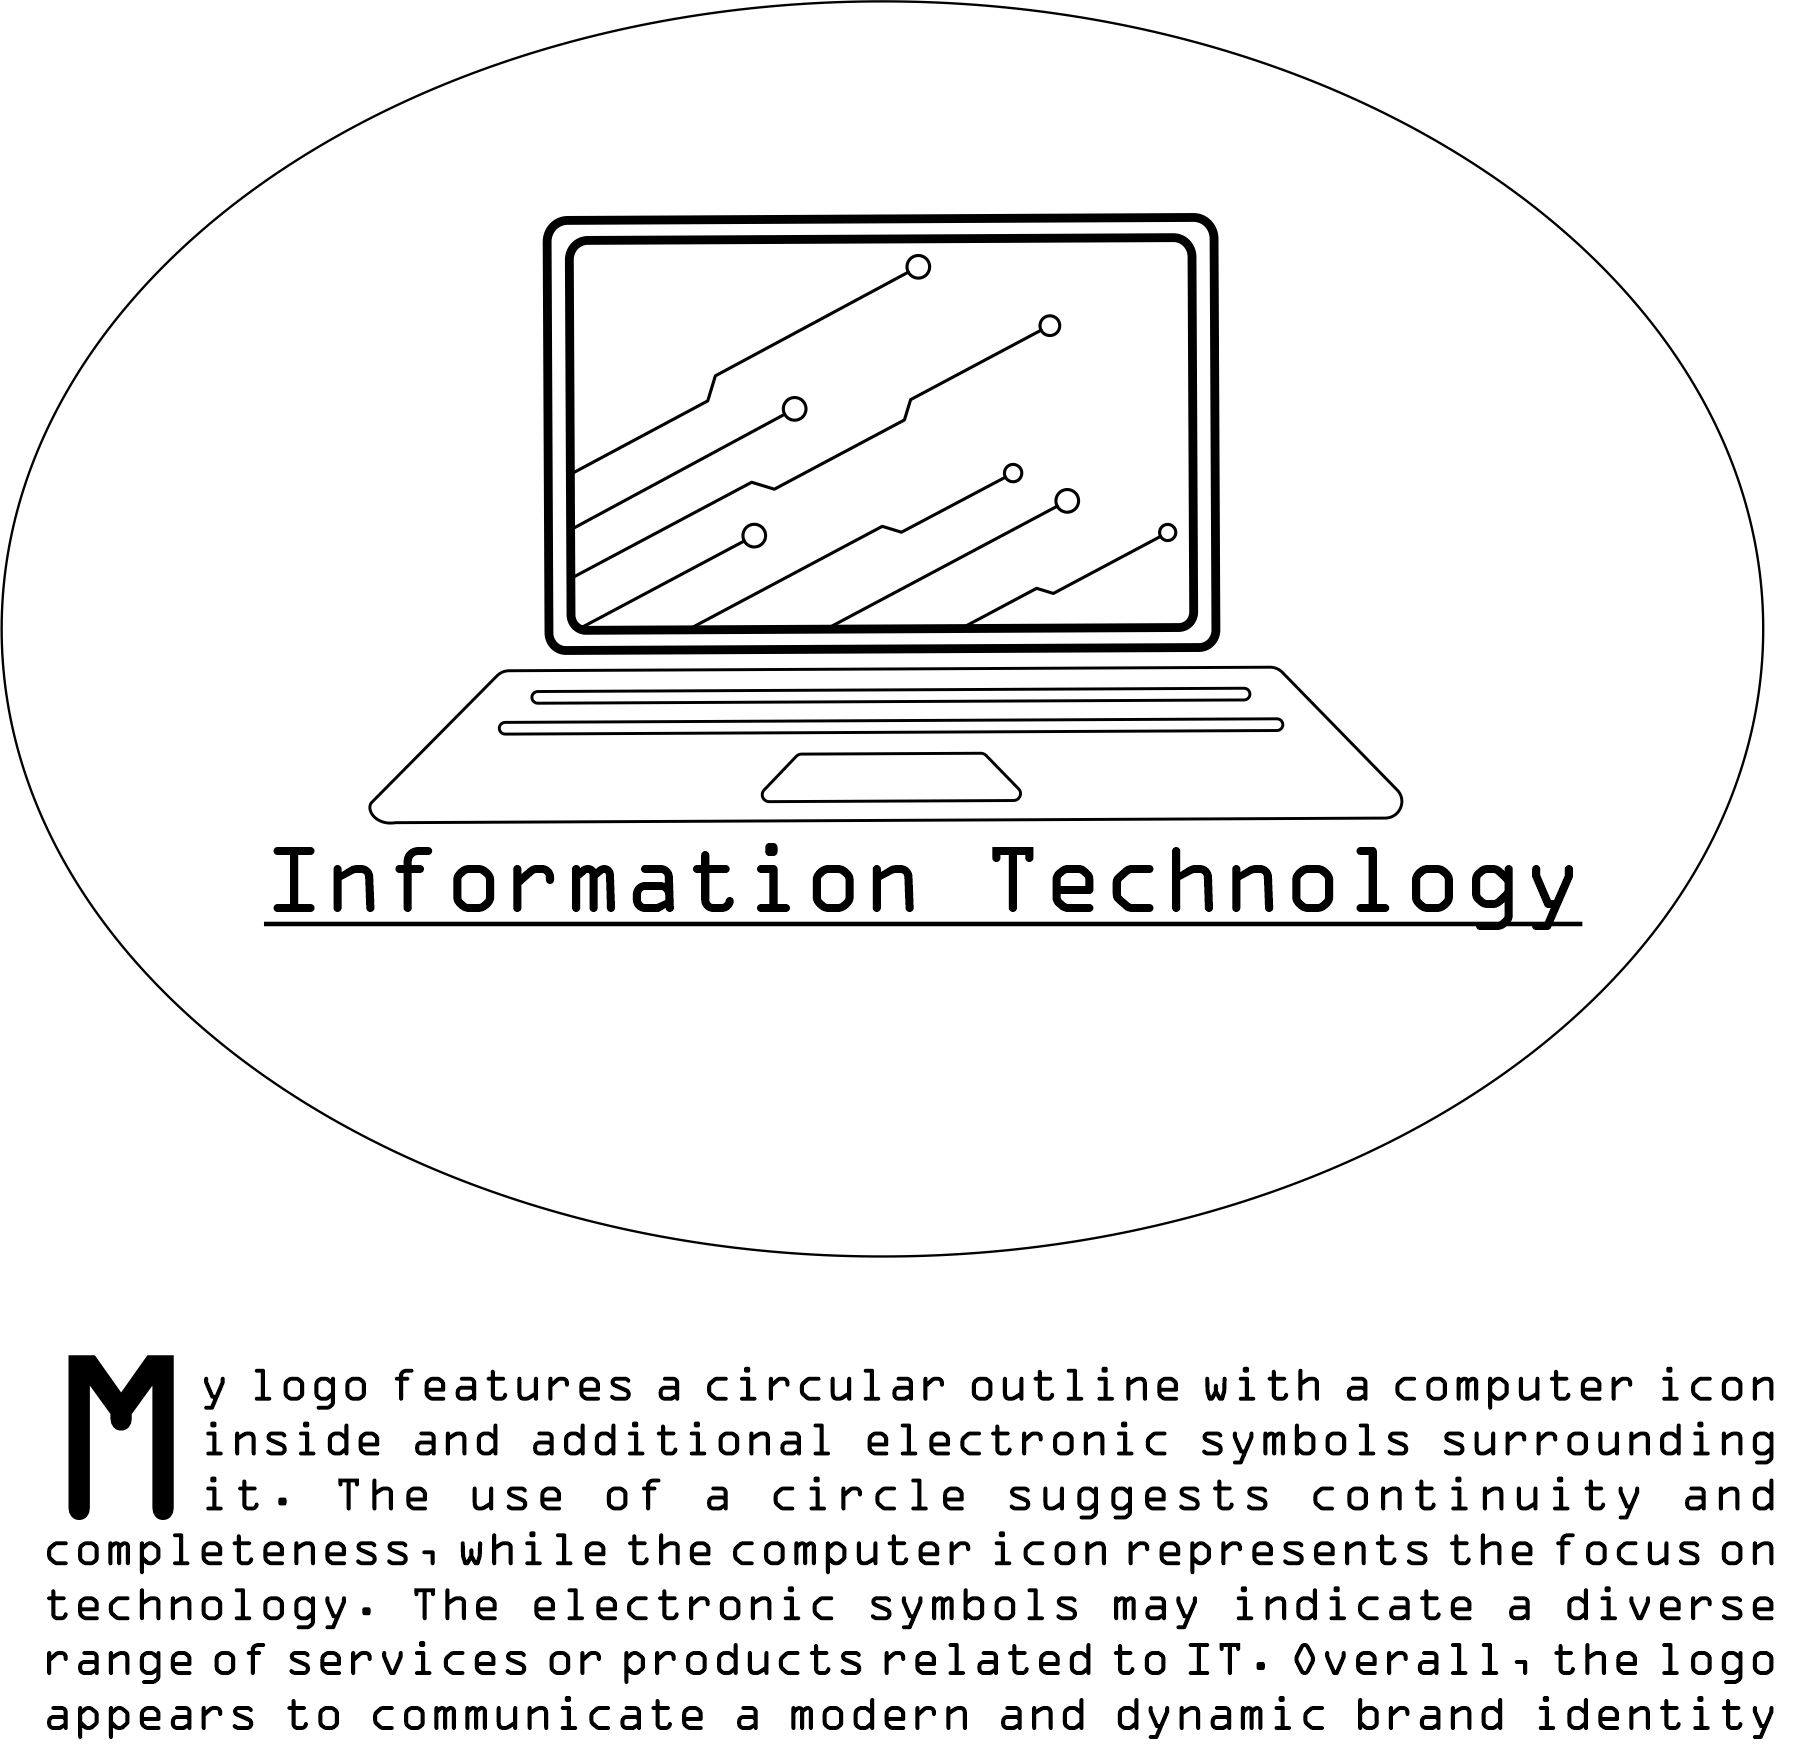 Information Technology
My logo features a circular outline with a computer icon
inside and additional electronic symbols surrounding
it. The use of a circle suggests continuity and
completeness, while the computer icon represents the focus on
technology. The electronic symbols may indicate a diverse
range of services or products related to IT. Overall, the logo
appears to communicate a modern and dynamic brand identity